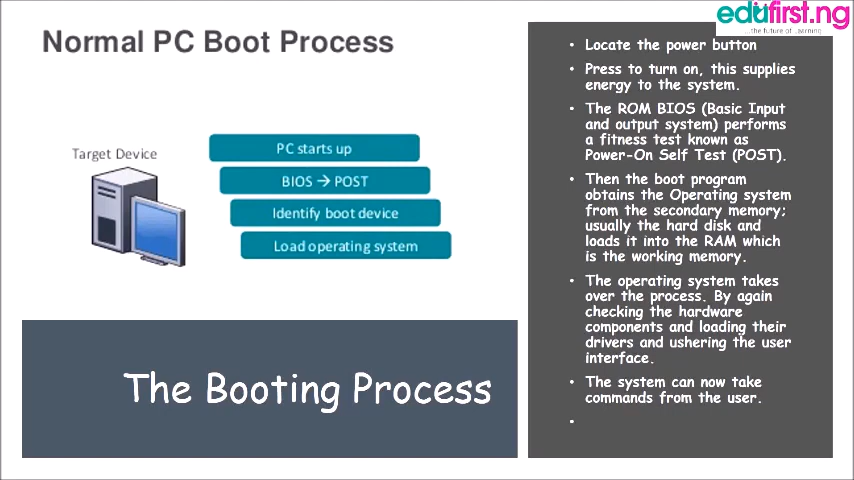 edufirst.ng
...the future of Learning
Normal PC Boot Process
Target Device
PC starts up
BIOS → POST
Identify boot device
Load operating system
The Booting Process
• Locate the power button
• Press to turn on, this supplies
energy to the system.
• The ROM BIOS (Basic Input
and output system) performs
a fitness test known as
Power-On Self Test (POST).
• Then the boot program
obtains the Operating system
from the secondary memory;
usually the hard disk and
loads it into the RAM which
is the working memory.
• The operating system takes
over the process. By again
checking the hardware
components and loading their
drivers and ushering the user
interface.
• The system can now take
commands from the user.
•